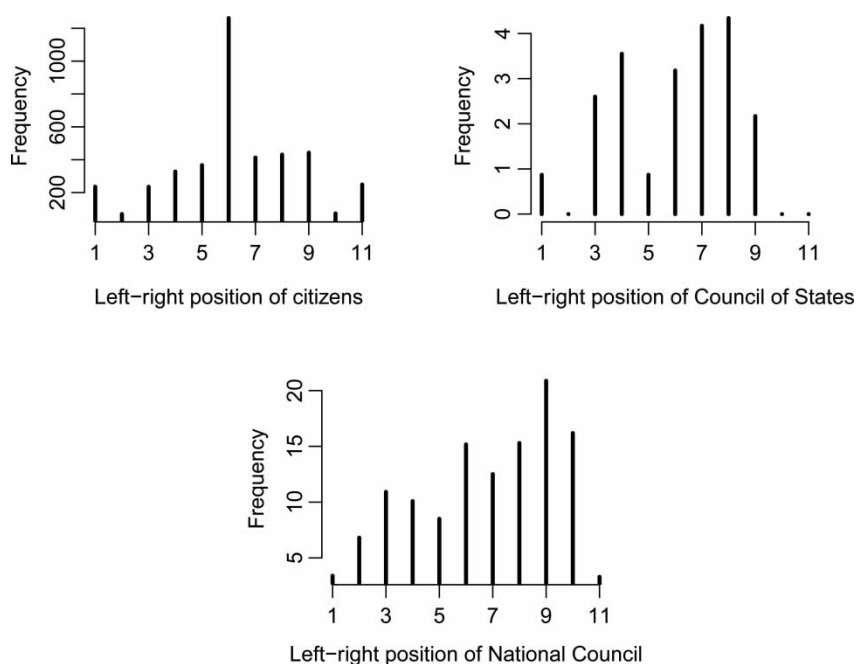 Frequency
200
600
1000
1 3 5 7 9 11
Left−right position of citizens
Frequency
0
1
2
3
4
1 3 5 7 9 11
Left−right position of Council of States
Frequency
5
10
15
20
1 3 5 7 9 11
Left−right position of National Council